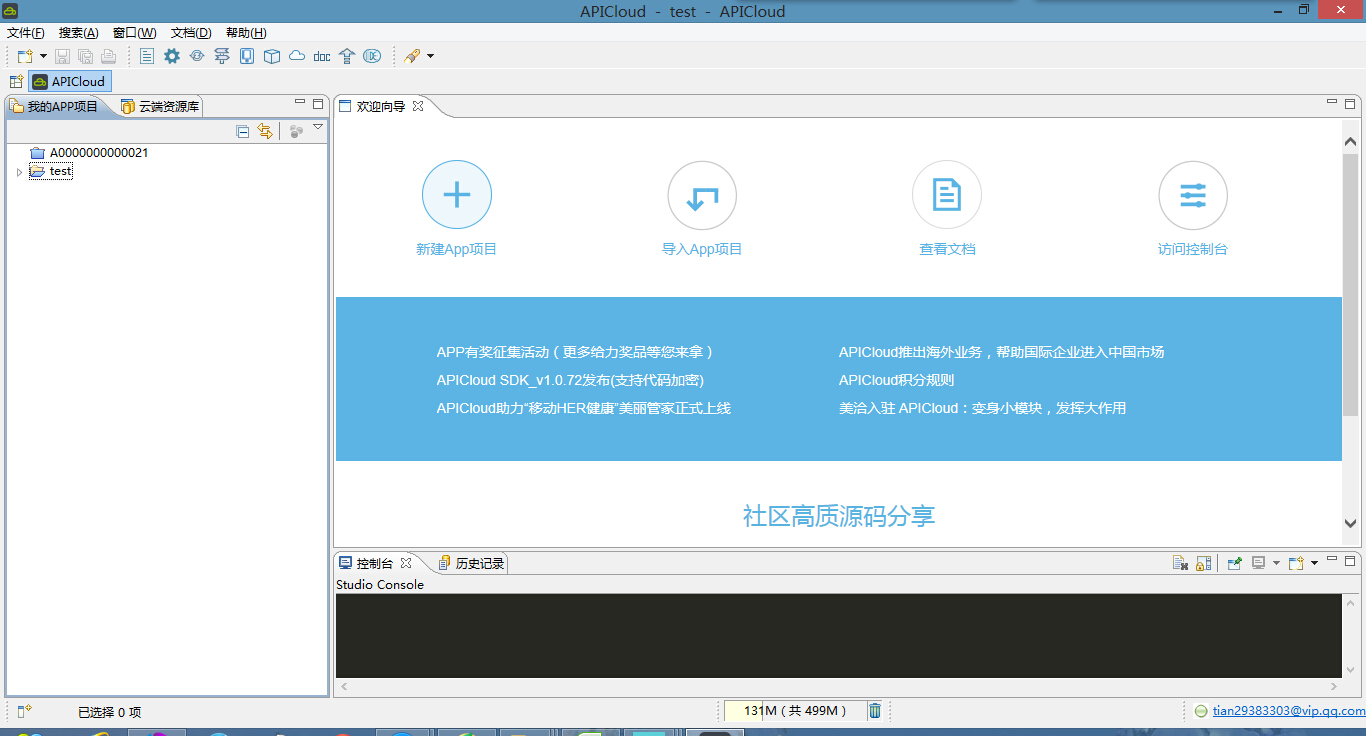 APICloud - test - APICloud
文件(F) 搜索(A) 窗口(W) 文档(D) 帮助(H)
doc
APICloud
我的APP项目 云端资源库
A0000000000021
test
欢迎向导
新建App项目 导入App项目 查看文档 访问控制台
APP有奖征集活动（更多给力奖品等您来拿） APICloud推出海外业务，帮助国际企业进入中国市场
APICloud SDK_v1.0.72发布(支持代码加密) APICloud积分规则
APICloud助力“移动HER健康”美丽管家正式上线 美洽入驻 APICloud：变身小模块，发挥大作用
社区高质源码分享
控制台 历史记录
Studio Console
已选择 0 项 131M（共 499M） tian29383303@vip.qq.com